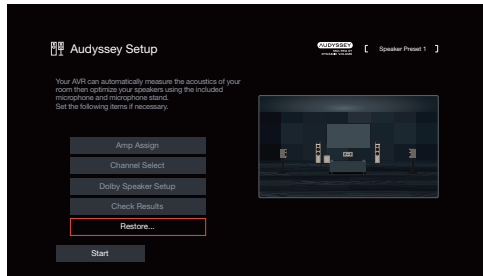 Audyssey Setup
AUDYSSEY
[ Speaker Preset 1 ]
Your AVR can automatically measure the acoustics of your
room then optimize your speakers using the included
microphone and microphone stand.
Set the following items if necessary.
Amp Assign
Channel Select
Dolby Speaker Setup
Check Results
Restore...
Start